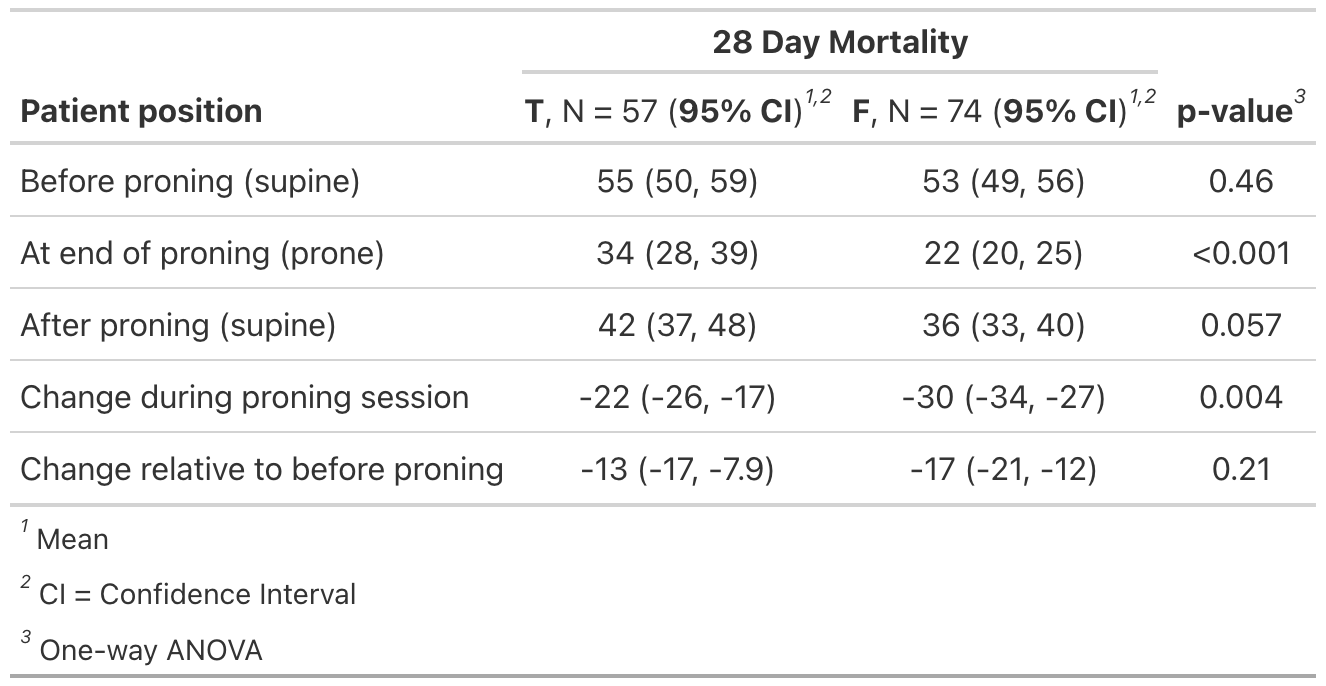 28 Day Mortality
Patient position T, N = 57 (95% CI)1,2 F, N = 74 (95% CI)1,2 p-value3
Before proning (supine) 55 (50, 59) 53 (49, 56) 0.46
At end of proning (prone) 34 (28, 39) 22 (20, 25) <0.001
After proning (supine) 42 (37, 48) 36 (33, 40) 0.057
Change during proning session -22 (-26, -17) -30 (-34, -27) 0.004
Change relative to before proning -13 (-17, -7.9) -17 (-21, -12) 0.21
1 Mean
2 CI = Confidence Interval
3 One-way ANOVA